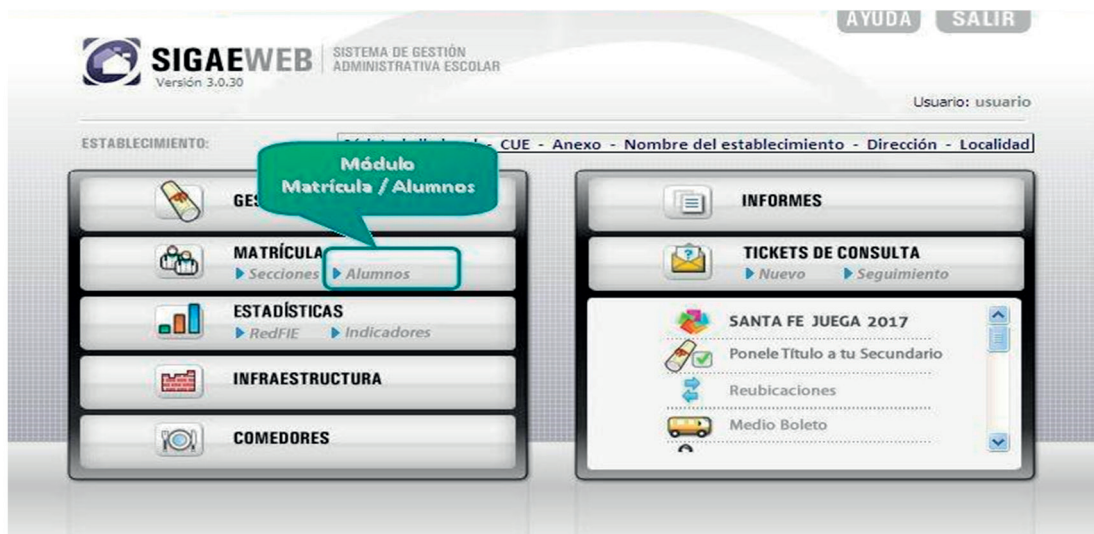 AYUDA SALIR
SIGAEWEB SISTEMA DE GESTIÓN
ADMINISTRATIVA ESCOLAR
Versión 3.0.30
Usuario: usuario
ESTABLECIMIENTO:
CUE - Anexo - Nombre del establecimiento - Dirección - Localidad
Módulo
Matrícula / Alumnos
MATRÍCULA
Secciones Alumnos
ESTADÍSTICAS
RedFIE Indicadores
INFRAESTRUCTURA
COMEDORES
INFORMES
TICKETS DE CONSULTA
Nuevo Seguimiento
SANTA FE JUEGA 2017
Ponele Título a tu Secundario
Reubicaciones
Medio Boleto